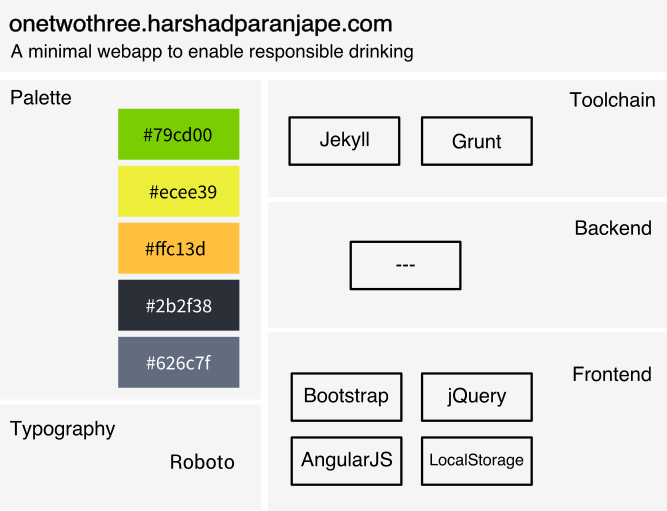 onetwothree.harshadparanjape.com
A minimal webapp to enable responsible drinking
Palette
#79cd00
#ecee39
#ffc13d
#2b2f38
#626c7f
Typography
Roboto
Toolchain
Jekyll
Grunt
Backend
---
Frontend
Bootstrap
jQuery
AngularJS
LocalStorage